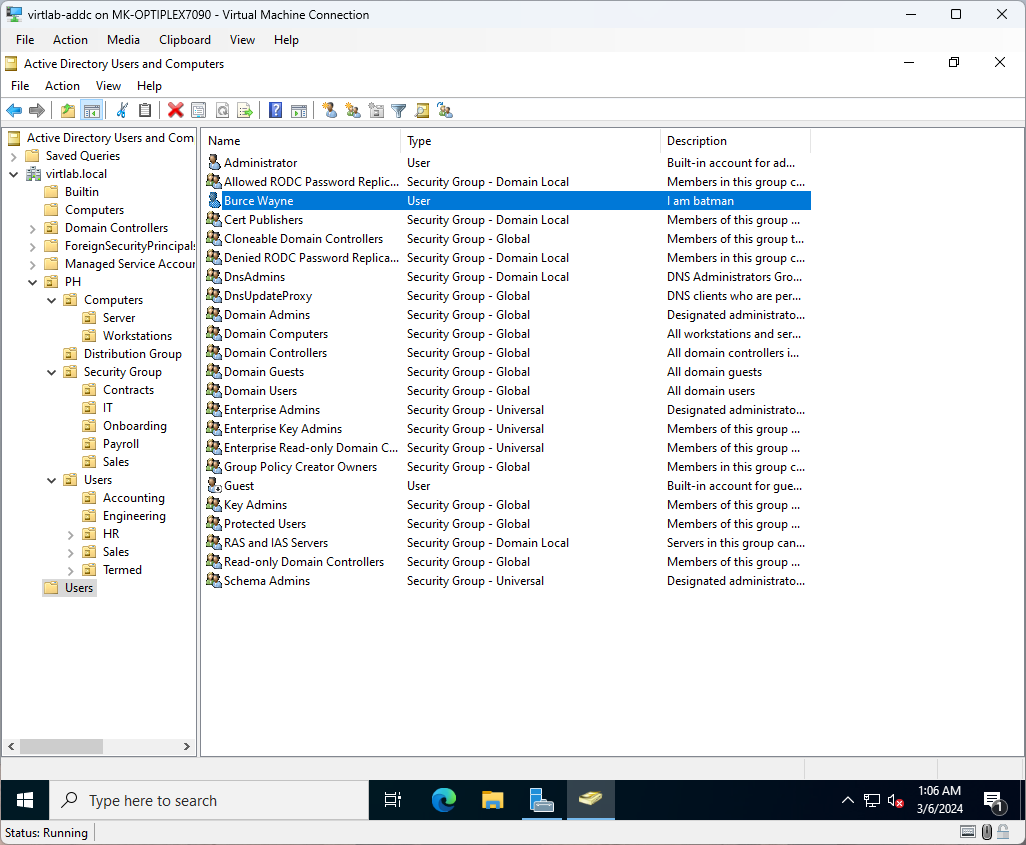 virtlab-addc on MK-OPTIPLEX7090 - Virtual Machine Connection
File Action Media Clipboard View Help
Active Directory Users and Computers
File Action View Help
Active Directory Users and Com
Saved Queries
virtlab.local
Builtin
Computers
Domain Controllers
ForeignSecurityPrincipals
Managed Service Accour
PH
Computers
Server
Workstations
Distribution Group
Security Group
Contracts
IT
Onboarding
Payroll
Sales
Users
Accounting
Engineering
HR
Sales
Termed
Users
Name Type Description
Administrator User Built-in account for ad...
Allowed RODC Password Replic... Security Group - Domain Local Members in this group c...
Burce Wayne User I am batman
Cert Publishers Security Group - Domain Local Members of this group ...
Cloneable Domain Controllers Security Group - Global Members of this group t...
Denied RODC Password Replica... Security Group - Domain Local Members in this group c...
DnsAdmins Security Group - Domain Local DNS Administrators Gro...
DnsUpdateProxy Security Group - Global DNS clients who are per...
Domain Admins Security Group - Global Designated administrato...
Domain Computers Security Group - Global All workstations and ser...
Domain Controllers Security Group - Global All domain controllers i...
Domain Guests Security Group - Global All domain guests
Domain Users Security Group - Global All domain users
Enterprise Admins Security Group - Universal Designated administrato...
Enterprise Key Admins Security Group - Universal Members of this group ...
Enterprise Read-only Domain C... Security Group - Universal Members of this group ...
Group Policy Creator Owners Security Group - Global Members in this group c...
Guest User Built-in account for gue...
Key Admins Security Group - Global Members of this group ...
Protected Users Security Group - Global Members of this group ...
RAS and IAS Servers Security Group - Domain Local Servers in this group can...
Read-only Domain Controllers Security Group - Global Members of this group ...
Schema Admins Security Group - Universal Designated administrato...
Type here to search
1:06 AM
3/6/2024
1
Status: Running